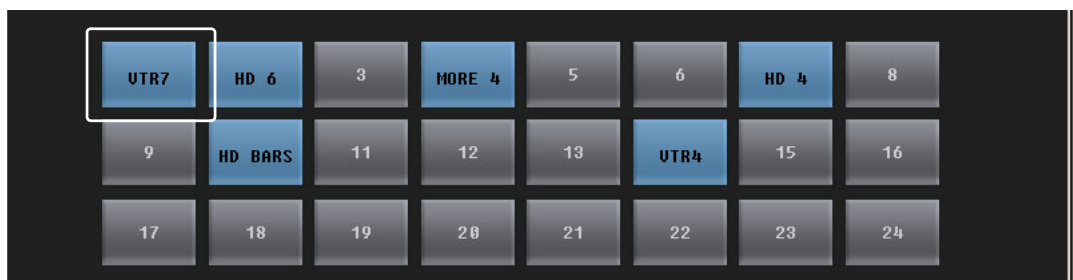 VTR7 HD 6 3 MORE 4 5 6 HD 4 8
9 HD BARS 11 12 13 VTR4 15 16
17 18 19 20 21 22 23 24